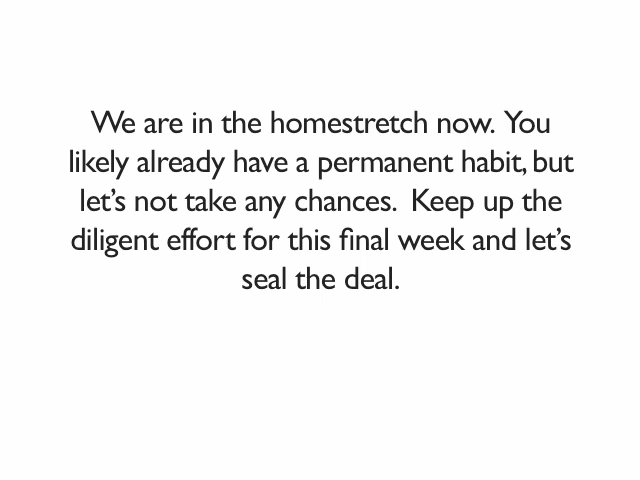 We are in the homestretch now. You
likely already have a permanent habit, but
let’s not take any chances.  Keep up the
diligent effort for this final week and let’s
seal the deal.